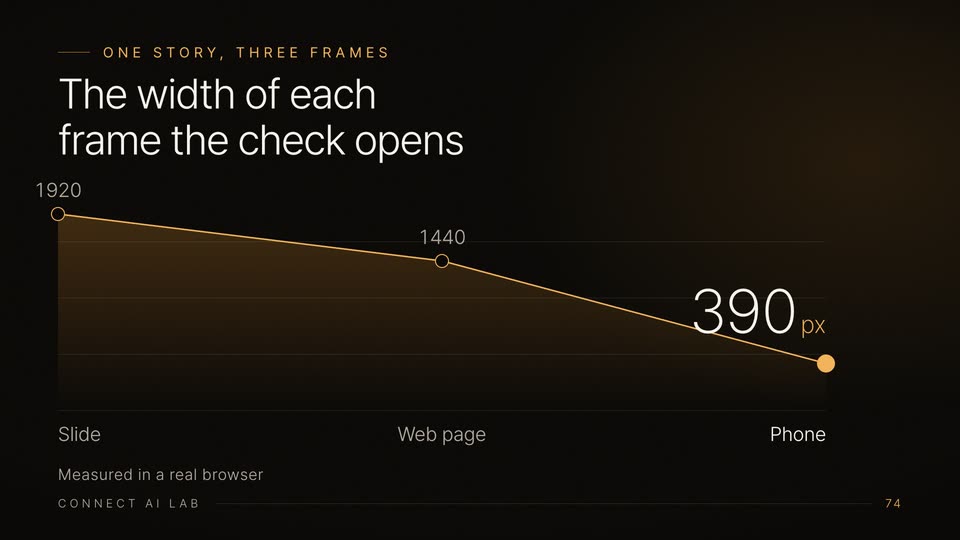 ONE STORY, THREE FRAMES
The width of each
frame the check opens
1920
1440
390 px
Slide
Web page
Phone
Measured in a real browser
CONNECT AI LAB
74